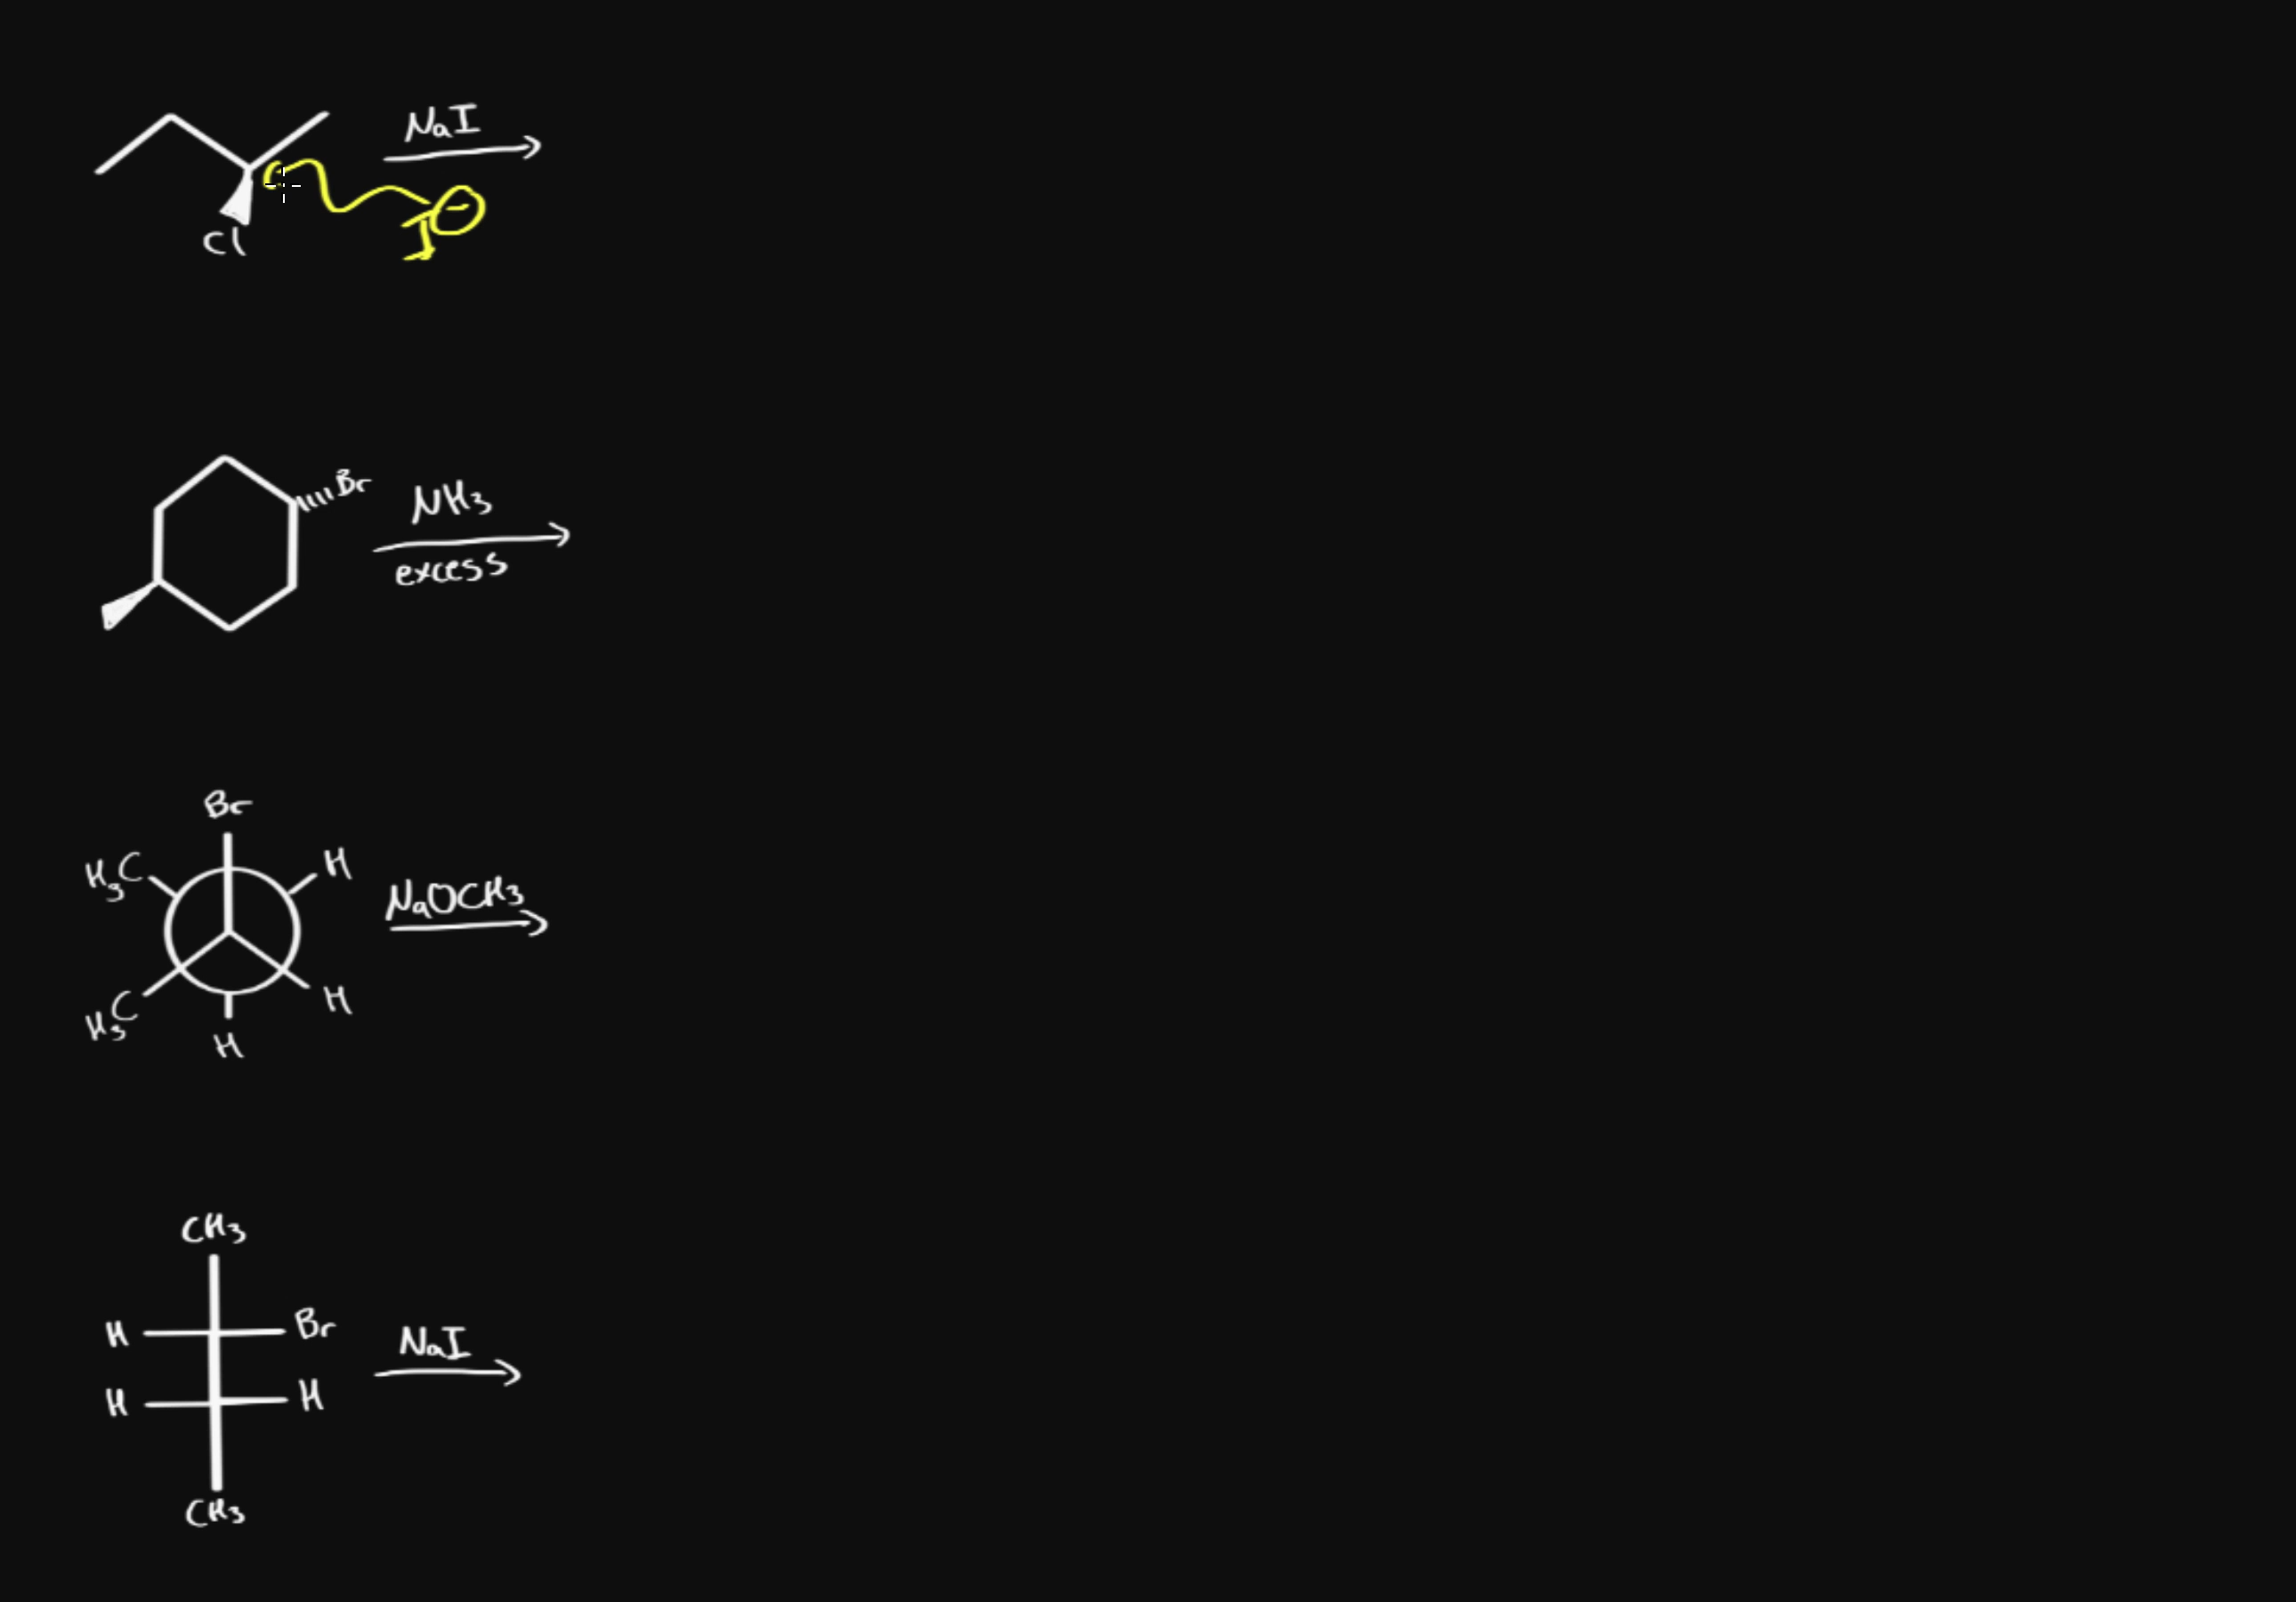 NaI
I⊖
Cl
Br
NH3
excess
Br
H3C H
NaOCH3
H3C H
H
CH3
H Br
NaI
H H
CH3